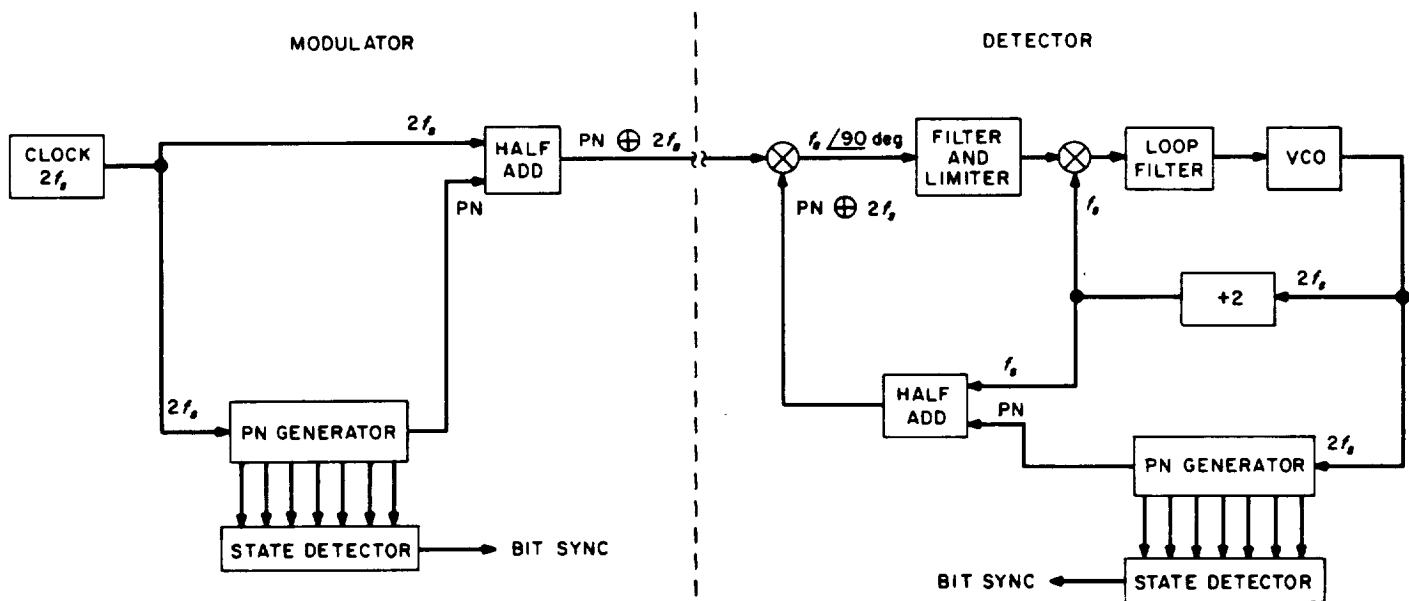 MODULATOR
DETECTOR
CLOCK
2fₛ
2fₛ
HALF
ADD
PN ⊕ 2fₛ
PN
2fₛ
PN GENERATOR
STATE DETECTOR
BIT SYNC
fₛ /90 deg
PN ⊕ 2fₛ
FILTER
AND
LIMITER
fₛ
LOOP
FILTER
VCO
+2
2fₛ
HALF
ADD
fₛ
PN
2fₛ
PN GENERATOR
BIT SYNC
STATE DETECTOR